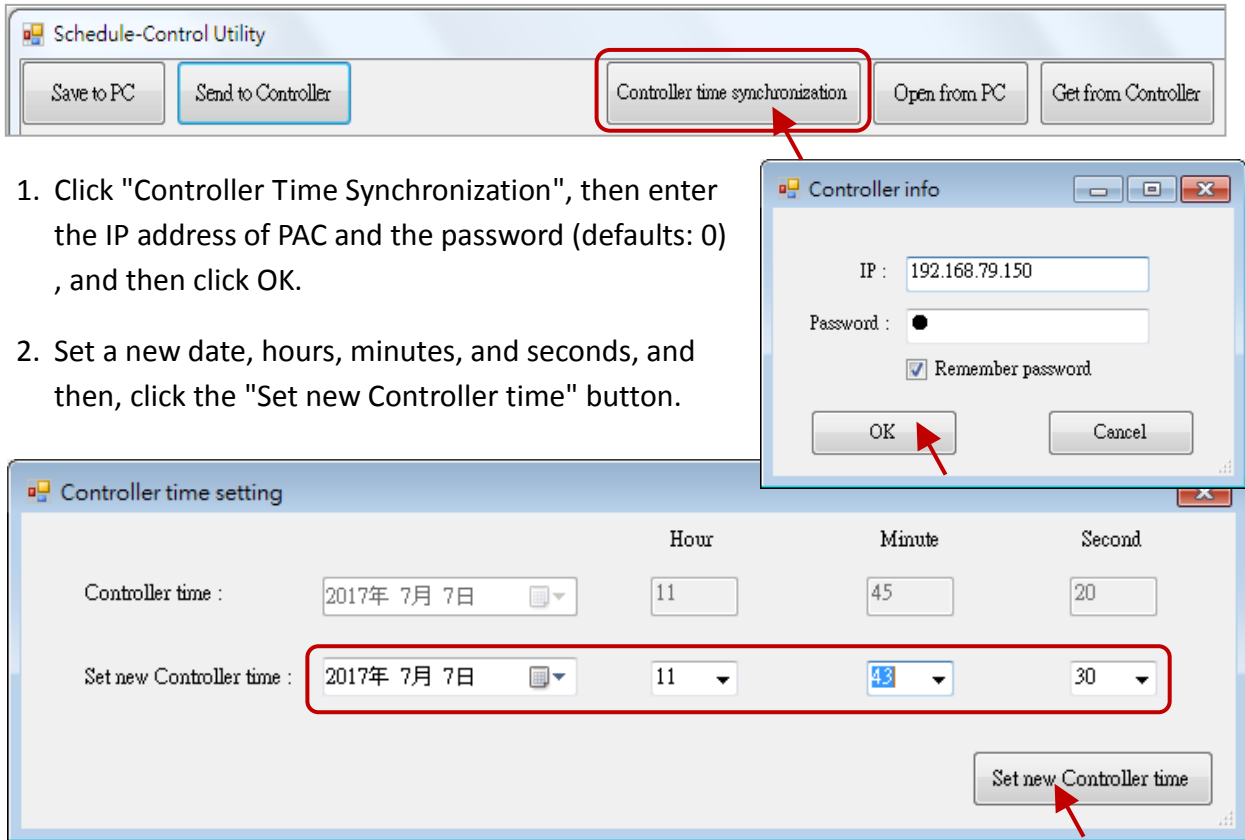 Schedule-Control Utility
Save to PC Send to Controller Controller time synchronization Open from PC Get from Controller
1. Click "Controller Time Synchronization", then enter
the IP address of PAC and the password (defaults: 0)
, and then click OK.
2. Set a new date, hours, minutes, and seconds, and
then, click the "Set new Controller time" button.
Controller info
IP : 192.168.79.150
Password : ●
Remember password
OK Cancel
Controller time setting
Hour Minute Second
Controller time : 2017年 7月 7日 11 45 20
Set new Controller time : 2017年 7月 7日 11 43 30
Set new Controller time